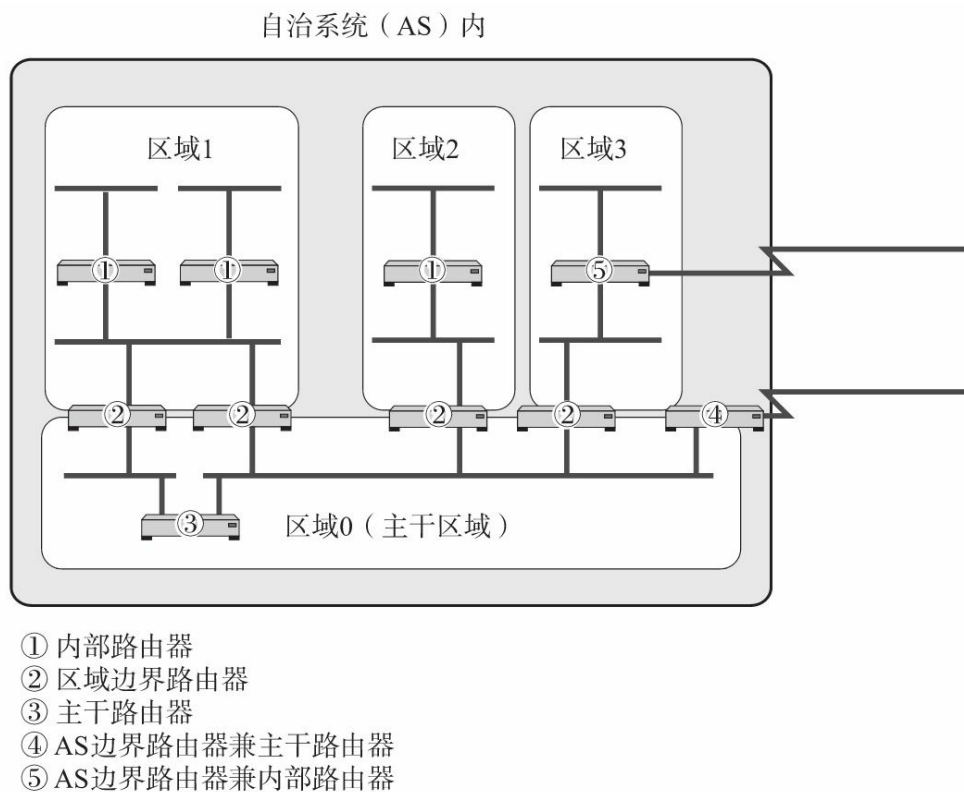 自治系统（AS）内
区域1
区域2
区域3
①
①
①
⑤
②
②
②
②
④
③
区域0（主干区域）
① 内部路由器
② 区域边界路由器
③ 主干路由器
④ AS边界路由器兼主干路由器
⑤ AS边界路由器兼内部路由器